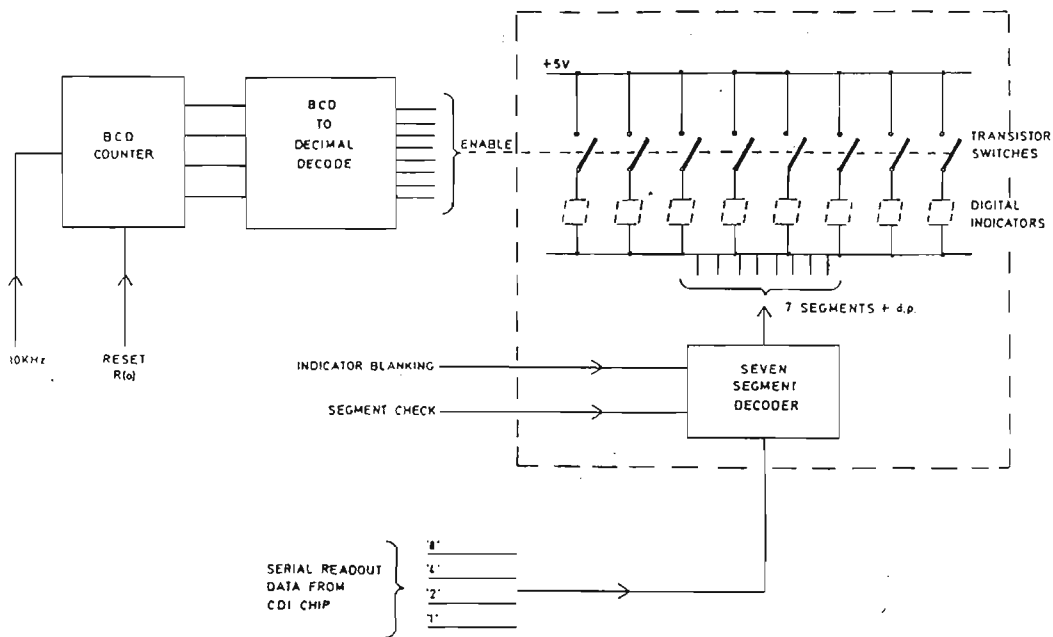 +5V
BCD
COUNTER
BCD
TO
DECIMAL
DECODE
ENABLE
TRANSISTOR
SWITCHES
DIGITAL
INDICATORS
7 SEGMENTS + d.p.
10KHz
RESET
R(o)
INDICATOR BLANKING
SEGMENT CHECK
SEVEN
SEGMENT
DECODER
SERIAL READOUT
DATA FROM
CDI CHIP
'8'
'4'
'2'
'1'